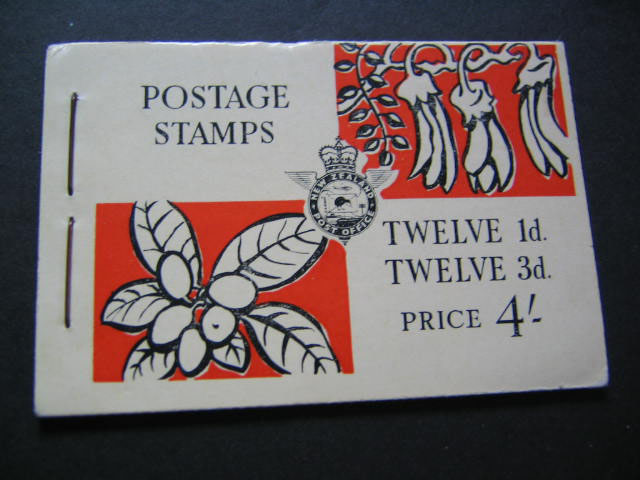 POSTAGE
STAMPS
NEW ZEALAND
POST OFFICE
TWELVE 1d.
TWELVE 3d.
PRICE 4/-